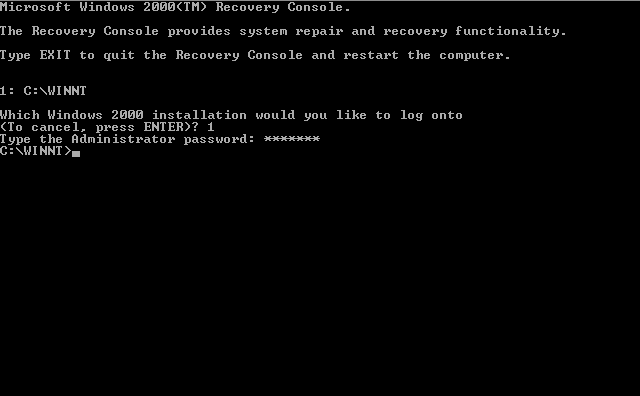 Microsoft Windows 2000(TM) Recovery Console.
The Recovery Console provides system repair and recovery functionality.
Type EXIT to quit the Recovery Console and restart the computer.
1: C:\WINNT
Which Windows 2000 installation would you like to log onto
(To cancel, press ENTER)? 1
Type the Administrator password: *******
C:\WINNT>